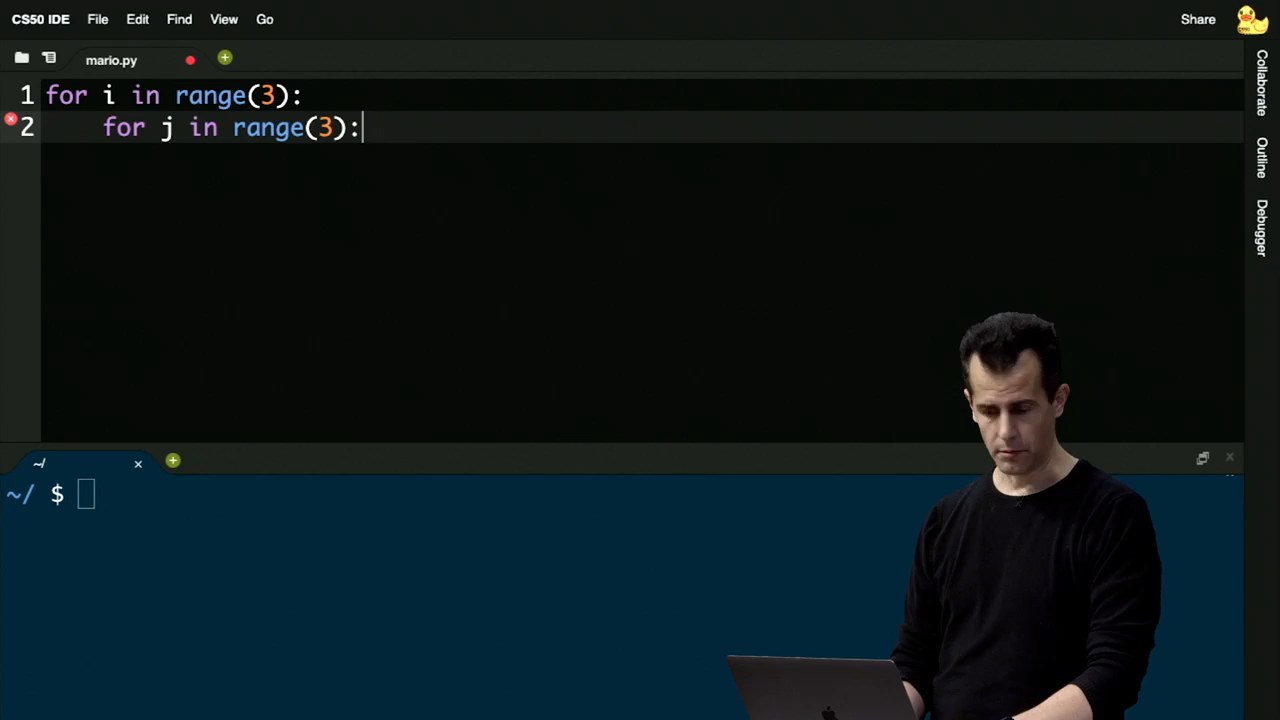 CS50 IDE File Edit Find View Go Share
mario.py
1 for i in range(3):
2 for j in range(3):
Collaborate
Outline
Debugger
~/
~/ $